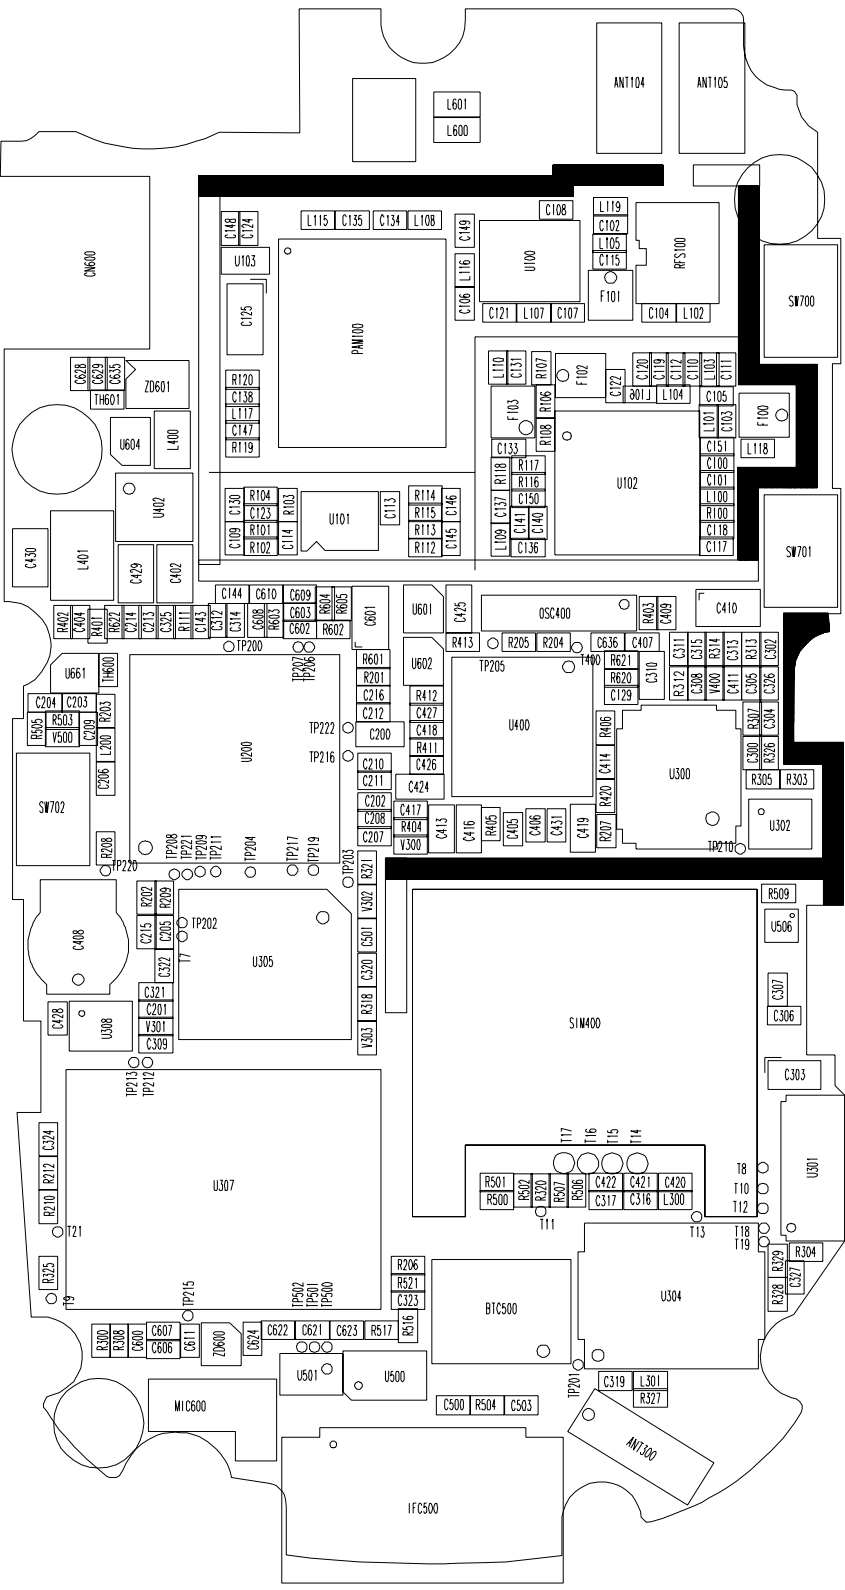 ANT104 ANT105
L601
L600
CN600
C148 C124
L115 C135 C134 L108
C149
C108
L119
C102
L105
C115
U103
U100
RFS100
L116
F101
C125
C106
C121 L107 C107
C104 L102
SW700
PAM100
C628 C629 C635
ZD601
TH601
R120
C138
L117
C147
R119
L110 C131
R107
F102
C122
C120 C119 C112 C110 L103 C111
L106 L104
C105
F103
R106
R108
L101 C103
F100
U604 L400
C133
C151
L118
U402
R118
R117
R116
C150
U102
C100
C101
L100
R100
C118
C117
C130
R104
C123
R101
R102
C109
R103
C114
U101
C113
R114
R115
R113
R112
C146
C145
C137
L109
C141 C140
C136
C430
L401
C429 C402
SW701
C144 C610 C609
C603
C602
R604 R605
C601
U601
C425
OSC400
R403 C409
C410
R402 C404 R401 R622 C214 C213 C325 R111 C143 C312 C314 C608 R603
R602
TP200
TP207 TP206
R413
R205 R204
TP205
T400
C636 C407
C311 C315 R314 C313 R313 C302
U661
TH600
R601
R201
C216
C212
C200
U602
R621
R620
C129
C310
R312 C308 V400 C411 C305 C326
C204 C203
R505
R503
V500
C209
R203
L200
C206
U200
TP222
TP216
R412
C427
C418
R411
C426
C424
U400
R406
C414
R420
R207
U300
R307 C304
C300 R326
R305 R303
SW702
C210
C211
C202
C208
C207
C417
R404
V300
C413 C416 R405 C405 C406 C431 C419
U302
TP210
R208
TP220
TP208 TP221 TP209 TP211 TP204 TP217 TP219 TP203
R321
V302
C501
C320
R318
V303
R202 R209
C215 C205
C322
TP202
T7
U305
C408
R509
U506
C307
C306
SIM400
C321
C201
V301
C309
C428
U308
TP213 TP212
C303
U301
C324
R212
R210
T21
U307
T17 T16 T15 T14
R501
R500
R502 R320 R507 R506
C422 C421 C420
C317 C316 L300
T8
T10
T12
T11
T13
T18
T19
R304
R325
T9
R206
R521
C323
R516
BTC500
U304
R329
R328
C327
TP215
TP502 TP501 TP500
R300 R308 C600
C607
C606
C611
ZD600
C624
C622 C621 C623 R517
U501
U500
TP201
C319 L301
R327
MIC600
C500 R504 C503
ANT300
IFC500